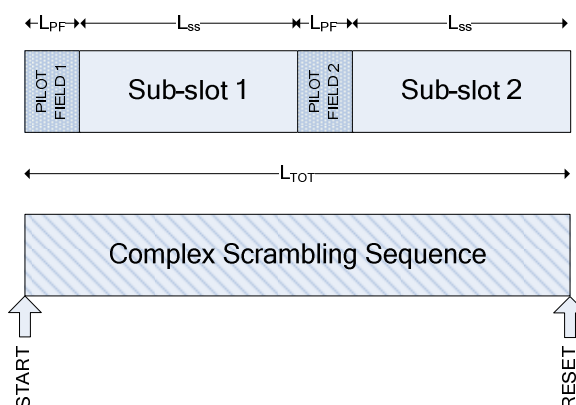 LPF Lss LPF Lss
PILOT
FIELD 1
Sub-slot 1
PILOT
FIELD 2
Sub-slot 2
LTOT
Complex Scrambling Sequence
START
RESET